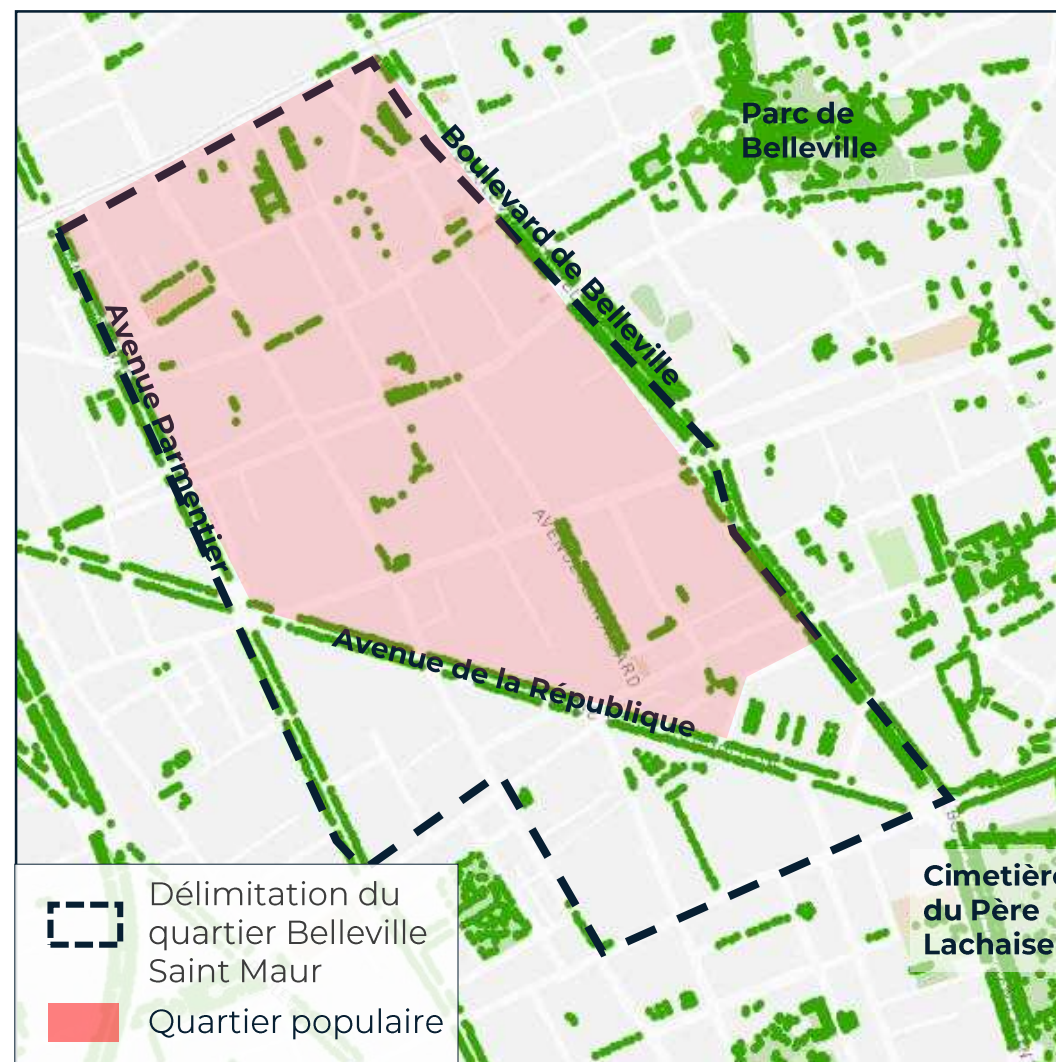 Parc de
Belleville
Boulevard de Belleville
Avenue Parmentier
Avenue de la République
Cimetière
du Père
Lachaise
Délimitation du
quartier Belleville
Saint Maur
Quartier populaire